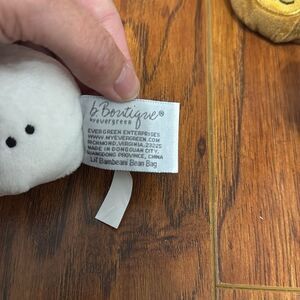 b.Boutique®
by evergreen
EVERGREEN ENTERPRISES
WWW.MYEVERGREEN.COM
RICHMOND, VIRGINIA, 23225
MADE IN DONGGUAN CITY,
GUANGDONG PROVINCE, CHINA
Lil' Bambeani Bean Bag